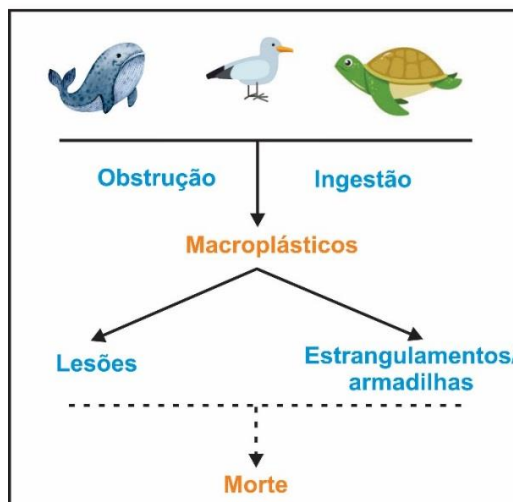 Obstrução Ingestão
Macroplásticos
Lesões
Estrangulamentos/
armadilhas
Morte